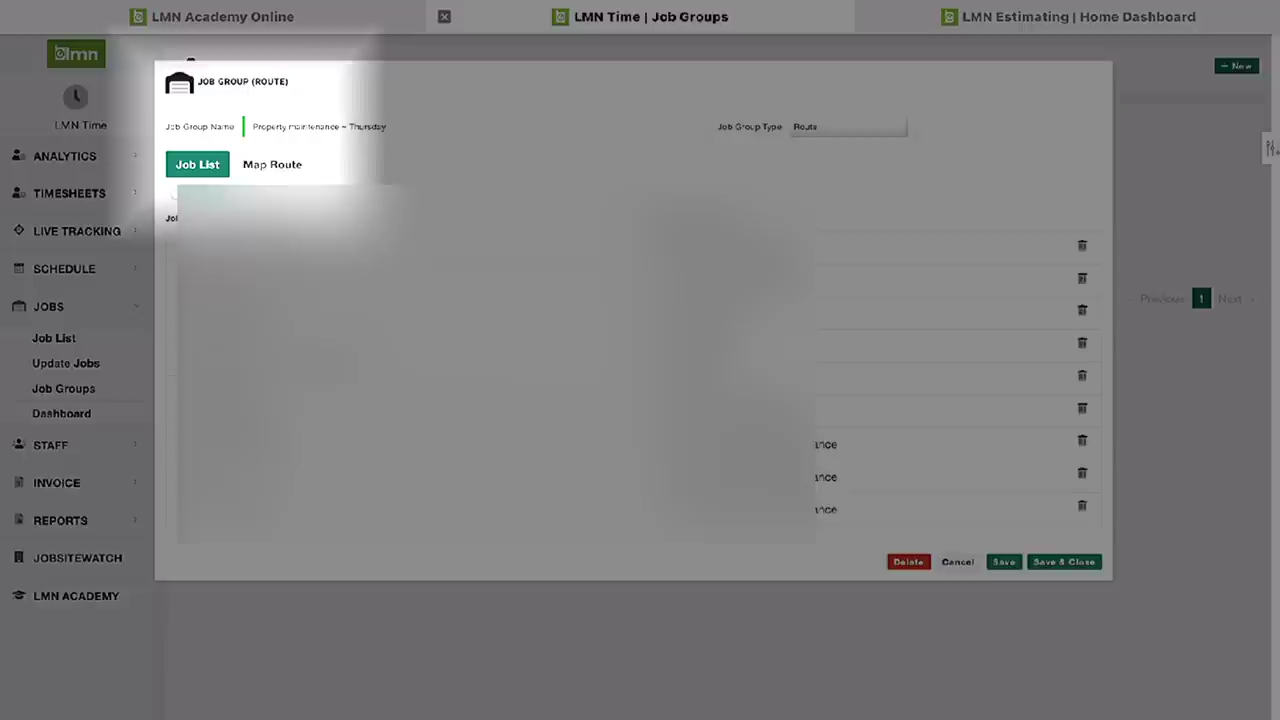 LMN Academy Online
LMN Time | Job Groups
LMN Estimating | Home Dashboard
lmn
LMN Time
ANALYTICS
TIMESHEETS
LIVE TRACKING
SCHEDULE
JOBS
Job List
Update Jobs
Job Groups
Dashboard
STAFF
INVOICE
REPORTS
JOBSITEWATCH
LMN ACADEMY
JOB GROUP (ROUTE)
Job Group Name Property maintenance - Thursday
Job Group Type Route
Job List Map Route
ance
ance
ance
Delete Cancel Save Save & Close
+ New
← Previous 1 Next →